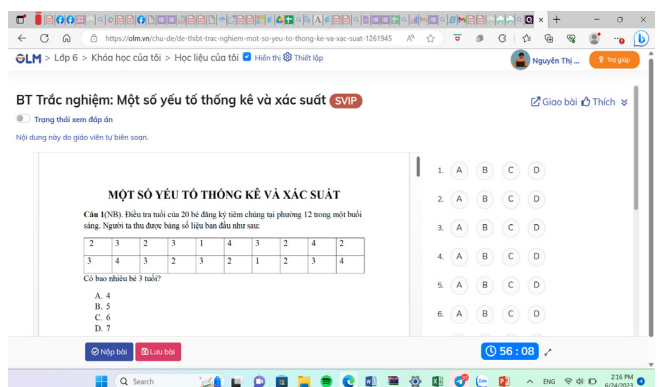 https://olm.vn/chu-de/de-thibt-trac-nghiem-mot-so-yeu-to-thong-ke-va-xac-suat-1261945
OLM > Lớp 6 > Khóa học của tôi > Học liệu của tôi Hiển thị Thiết lập
Nguyễn Thị ... Trợ giúp
BT Trắc nghiệm: Một số yếu tố thống kê và xác suất SVIP
Giao bài Thích
Trạng thái xem đáp án
Nội dung này do giáo viên tự biên soạn.
MỘT SỐ YẾU TỐ THỐNG KÊ VÀ XÁC SUẤT
Câu 1(NB). Điều tra tuổi của 20 bé đăng ký tiêm chủng tại phường 12 trong một buổi
sáng. Người ta thu được bảng số liệu ban đầu như sau:
2 3 2 3 1 4 3 2 4 2
3 4 3 2 3 2 1 2 3 4
Có bao nhiêu bé 3 tuổi?
A. 4
B. 5
C. 6
D. 7
1. A B C D
2. A B C D
3. A B C D
4. A B C D
5. A B C D
6. A B C D
Nộp bài Lưu bài
56 : 08
Search
ENG
2:16 PM
6/24/2023